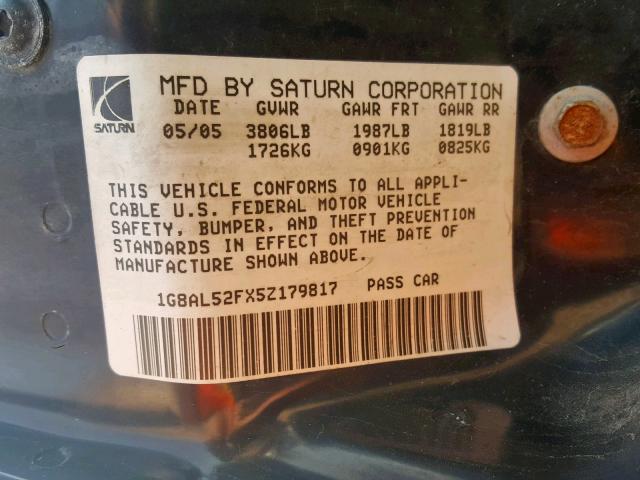 MFD BY SATURN CORPORATION
DATE GVWR GAWR FRT GAWR RR
SATURN
05/05 3806LB 1987LB 1819LB
1726KG 0901KG 0825KG
THIS VEHICLE CONFORMS TO ALL APPLI-
CABLE U.S. FEDERAL MOTOR VEHICLE
SAFETY, BUMPER, AND THEFT PREVENTION
STANDARDS IN EFFECT ON THE DATE OF
MANUFACTURE SHOWN ABOVE.
1G8AL52FX5Z179817 PASS CAR